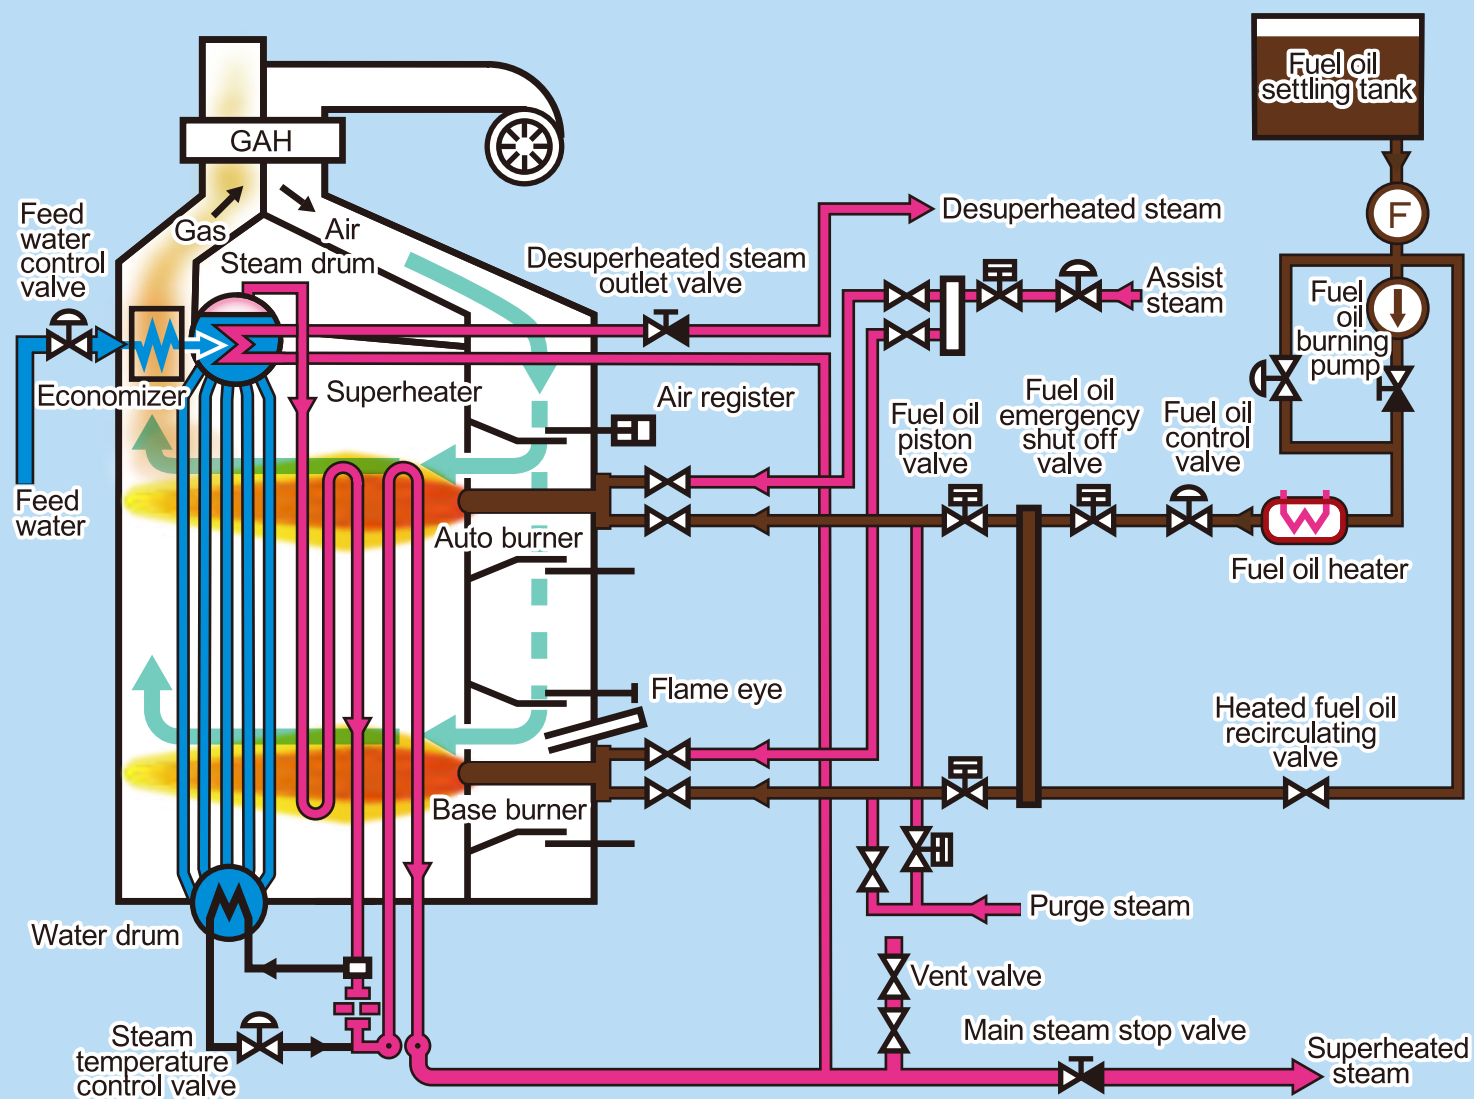 Fuel oil
settling tank
GAH
F
Feed
water
control
valve
Gas
Air
Steam drum
Desuperheated steam
Desuperheated steam
outlet valve
Assist
steam
Fuel
oil
burning
pump
Economizer
Superheater
Air register
Fuel oil
piston
valve
Fuel oil
emergency
shut off
valve
Fuel oil
control
valve
Feed
water
Auto burner
Fuel oil heater
Flame eye
Heated fuel oil
recirculating
valve
Base burner
Water drum
Purge steam
Vent valve
Steam
temperature
control valve
Main steam stop valve
Superheated
steam